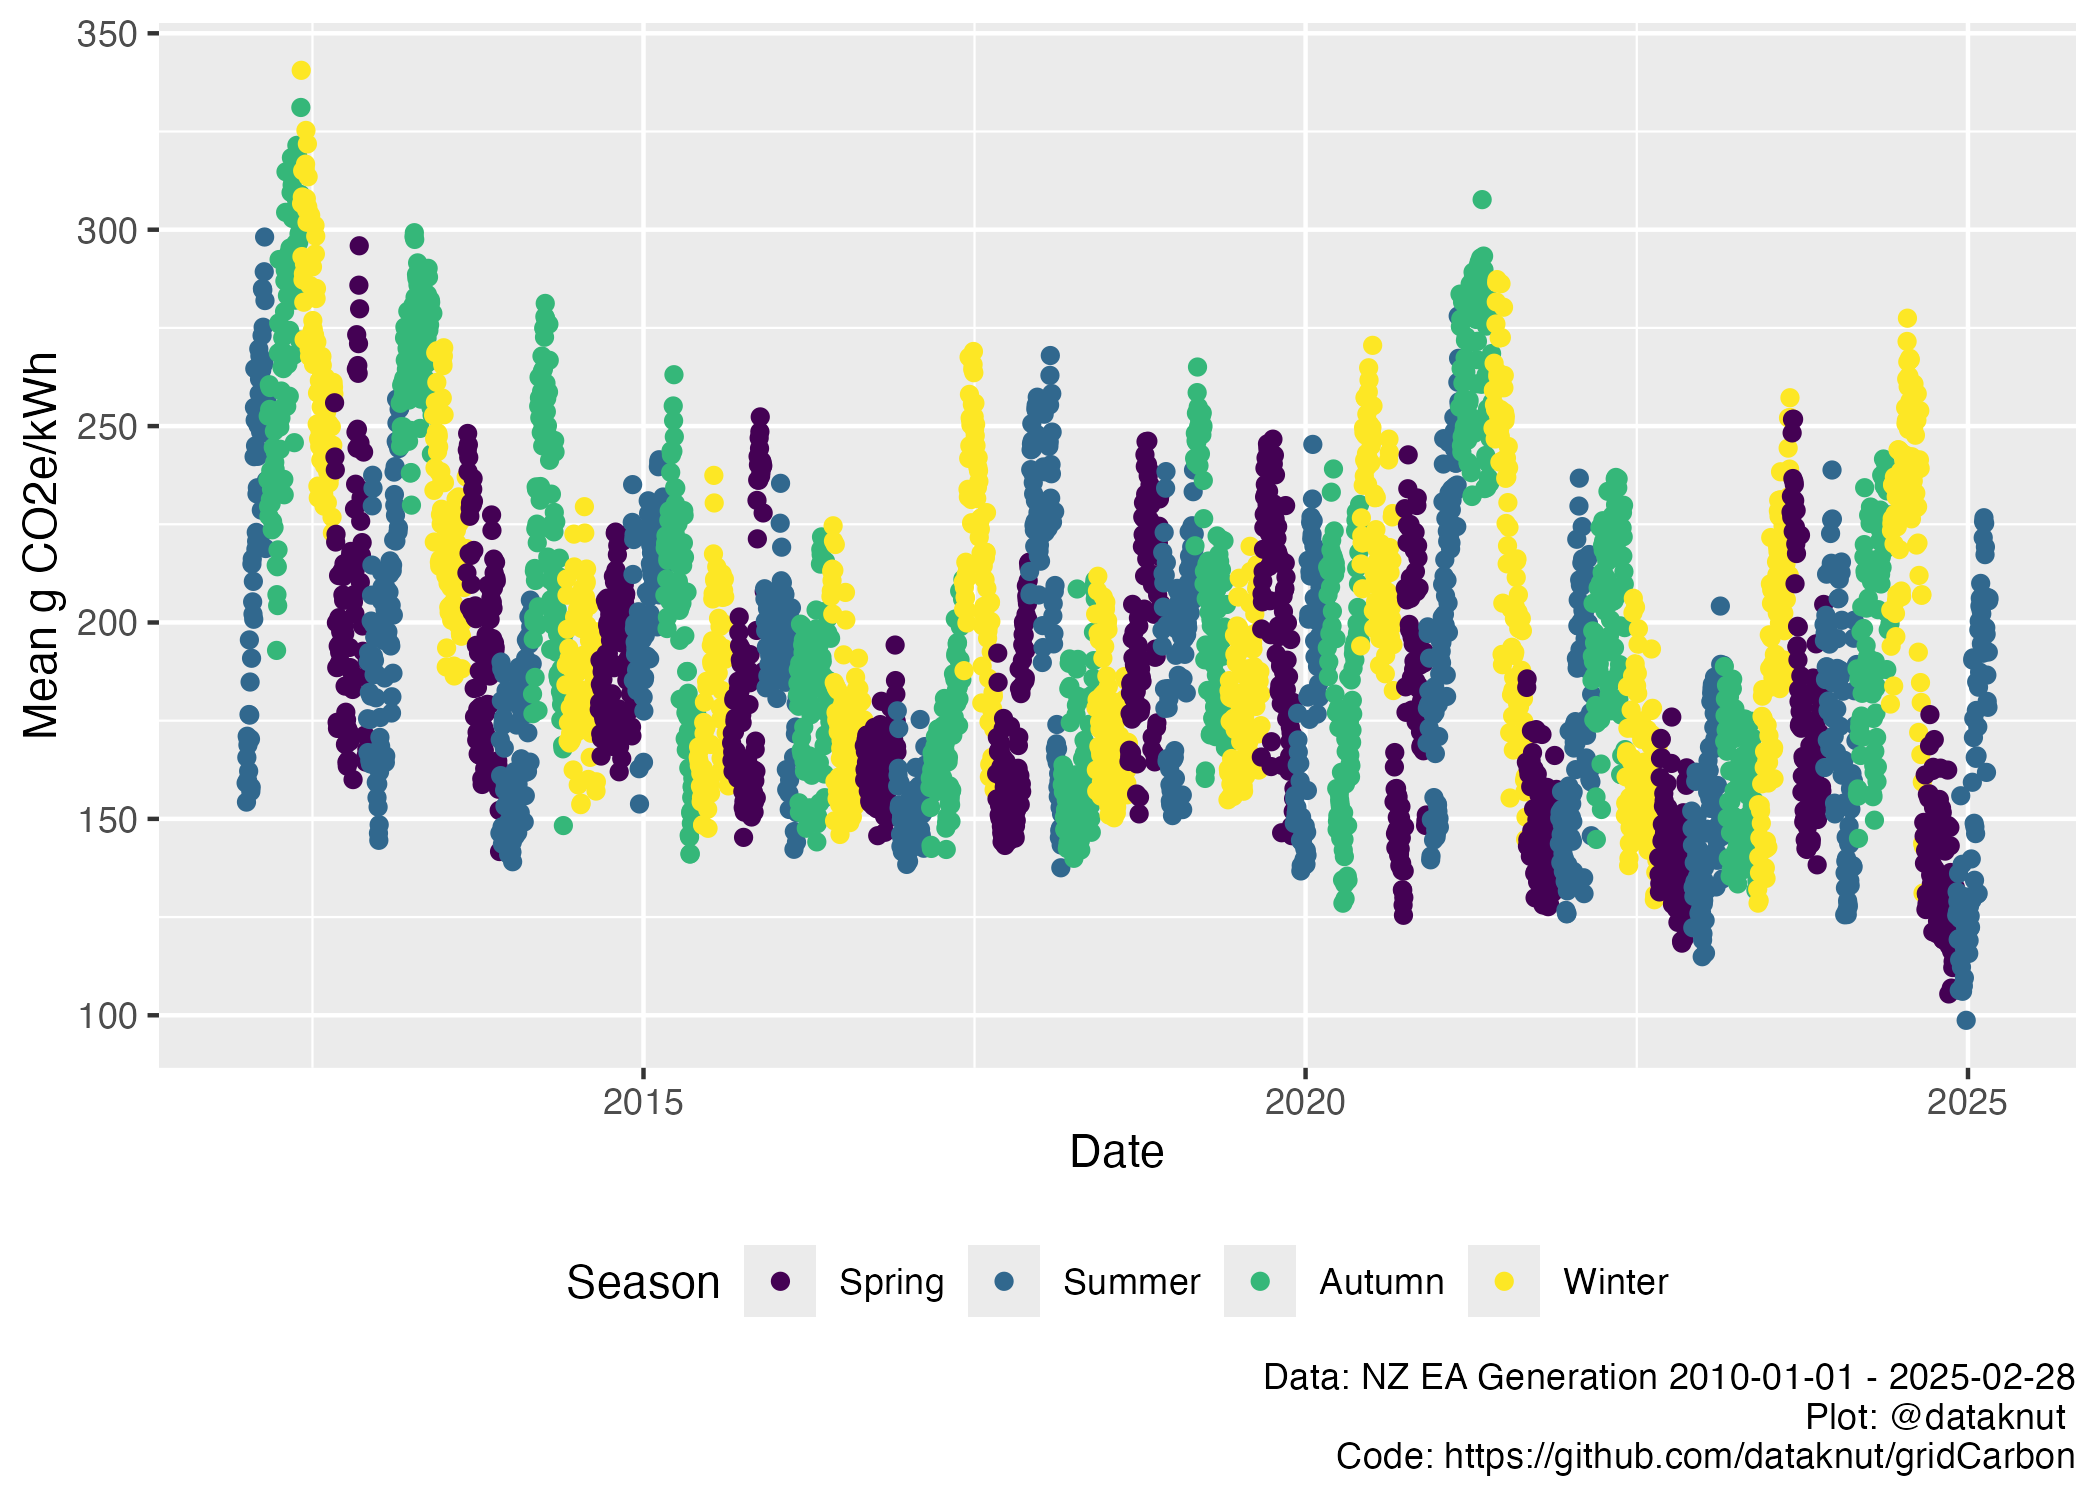 350
300
250
200
150
100
Mean g CO2e/kWh
2015 2020 2025
Date
Season Spring Summer Autumn Winter
Data: NZ EA Generation 2010-01-01 - 2025-02-28
Plot: @dataknut
Code: https://github.com/dataknut/gridCarbon